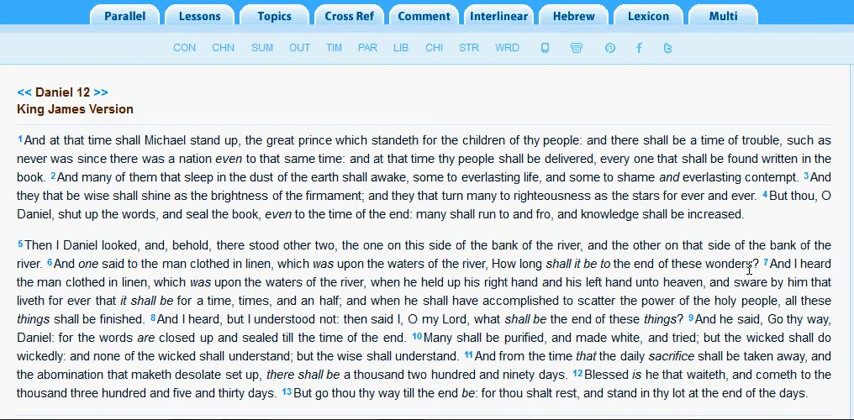 Parallel Lessons Topics Cross Ref Comment Interlinear Hebrew Lexicon Multi
CON CHN SUM OUT TIM PAR LIB CHI STR WRD
<< Daniel 12 >>
King James Version
1And at that time shall Michael stand up, the great prince which standeth for the children of thy people: and there shall be a time of trouble, such as
never was since there was a nation even to that same time: and at that time thy people shall be delivered, every one that shall be found written in the
book. 2And many of them that sleep in the dust of the earth shall awake, some to everlasting life, and some to shame and everlasting contempt. 3And
they that be wise shall shine as the brightness of the firmament; and they that turn many to righteousness as the stars for ever and ever. 4But thou, O
Daniel, shut up the words, and seal the book, even to the time of the end: many shall run to and fro, and knowledge shall be increased.
5Then I Daniel looked, and, behold, there stood other two, the one on this side of the bank of the river, and the other on that side of the bank of the
river. 6And one said to the man clothed in linen, which was upon the waters of the river, How long shall it be to the end of these wonders? 7And I heard
the man clothed in linen, which was upon the waters of the river, when he held up his right hand and his left hand unto heaven, and sware by him that
liveth for ever that it shall be for a time, times, and an half; and when he shall have accomplished to scatter the power of the holy people, all these
things shall be finished. 8And I heard, but I understood not: then said I, O my Lord, what shall be the end of these things? 9And he said, Go thy way,
Daniel: for the words are closed up and sealed till the time of the end. 10Many shall be purified, and made white, and tried; but the wicked shall do
wickedly: and none of the wicked shall understand; but the wise shall understand. 11And from the time that the daily sacrifice shall be taken away, and
the abomination that maketh desolate set up, there shall be a thousand two hundred and ninety days. 12Blessed is he that waiteth, and cometh to the
thousand three hundred and five and thirty days. 13But go thou thy way till the end be: for thou shalt rest, and stand in thy lot at the end of the days.